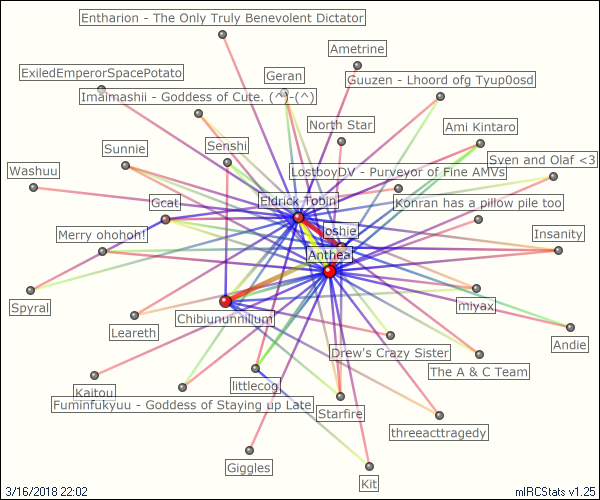 Entharion - The Only Truly Benevolent Dictator
Ametrine
ExiledEmperorSpacePotato
Geran
Guuzen - Lhoord ofg Tyup0osd
Imaimashii - Goddess of Cute. (^)-(^)
North Star
Ami Kintaro
Sunnie
Senshi
Sven and Olaf <3
Washuu
LostboyDV - Purveyor of Fine AMVs
Gcat
Eldrick Tobin
Konran has a pillow pile too
Merry ohohoh!
Joshie
Insanity
Anthea
Spyral
miyax
Leareth
Chibiununnilium
Andie
Drew's Crazy Sister
The A & C Team
Kaitou
littlecog
Fuminfukyuu - Goddess of Staying up Late
Starfire
threeacttragedy
Giggles
Kit
3/16/2018 22:02
mIRCStats v1.25